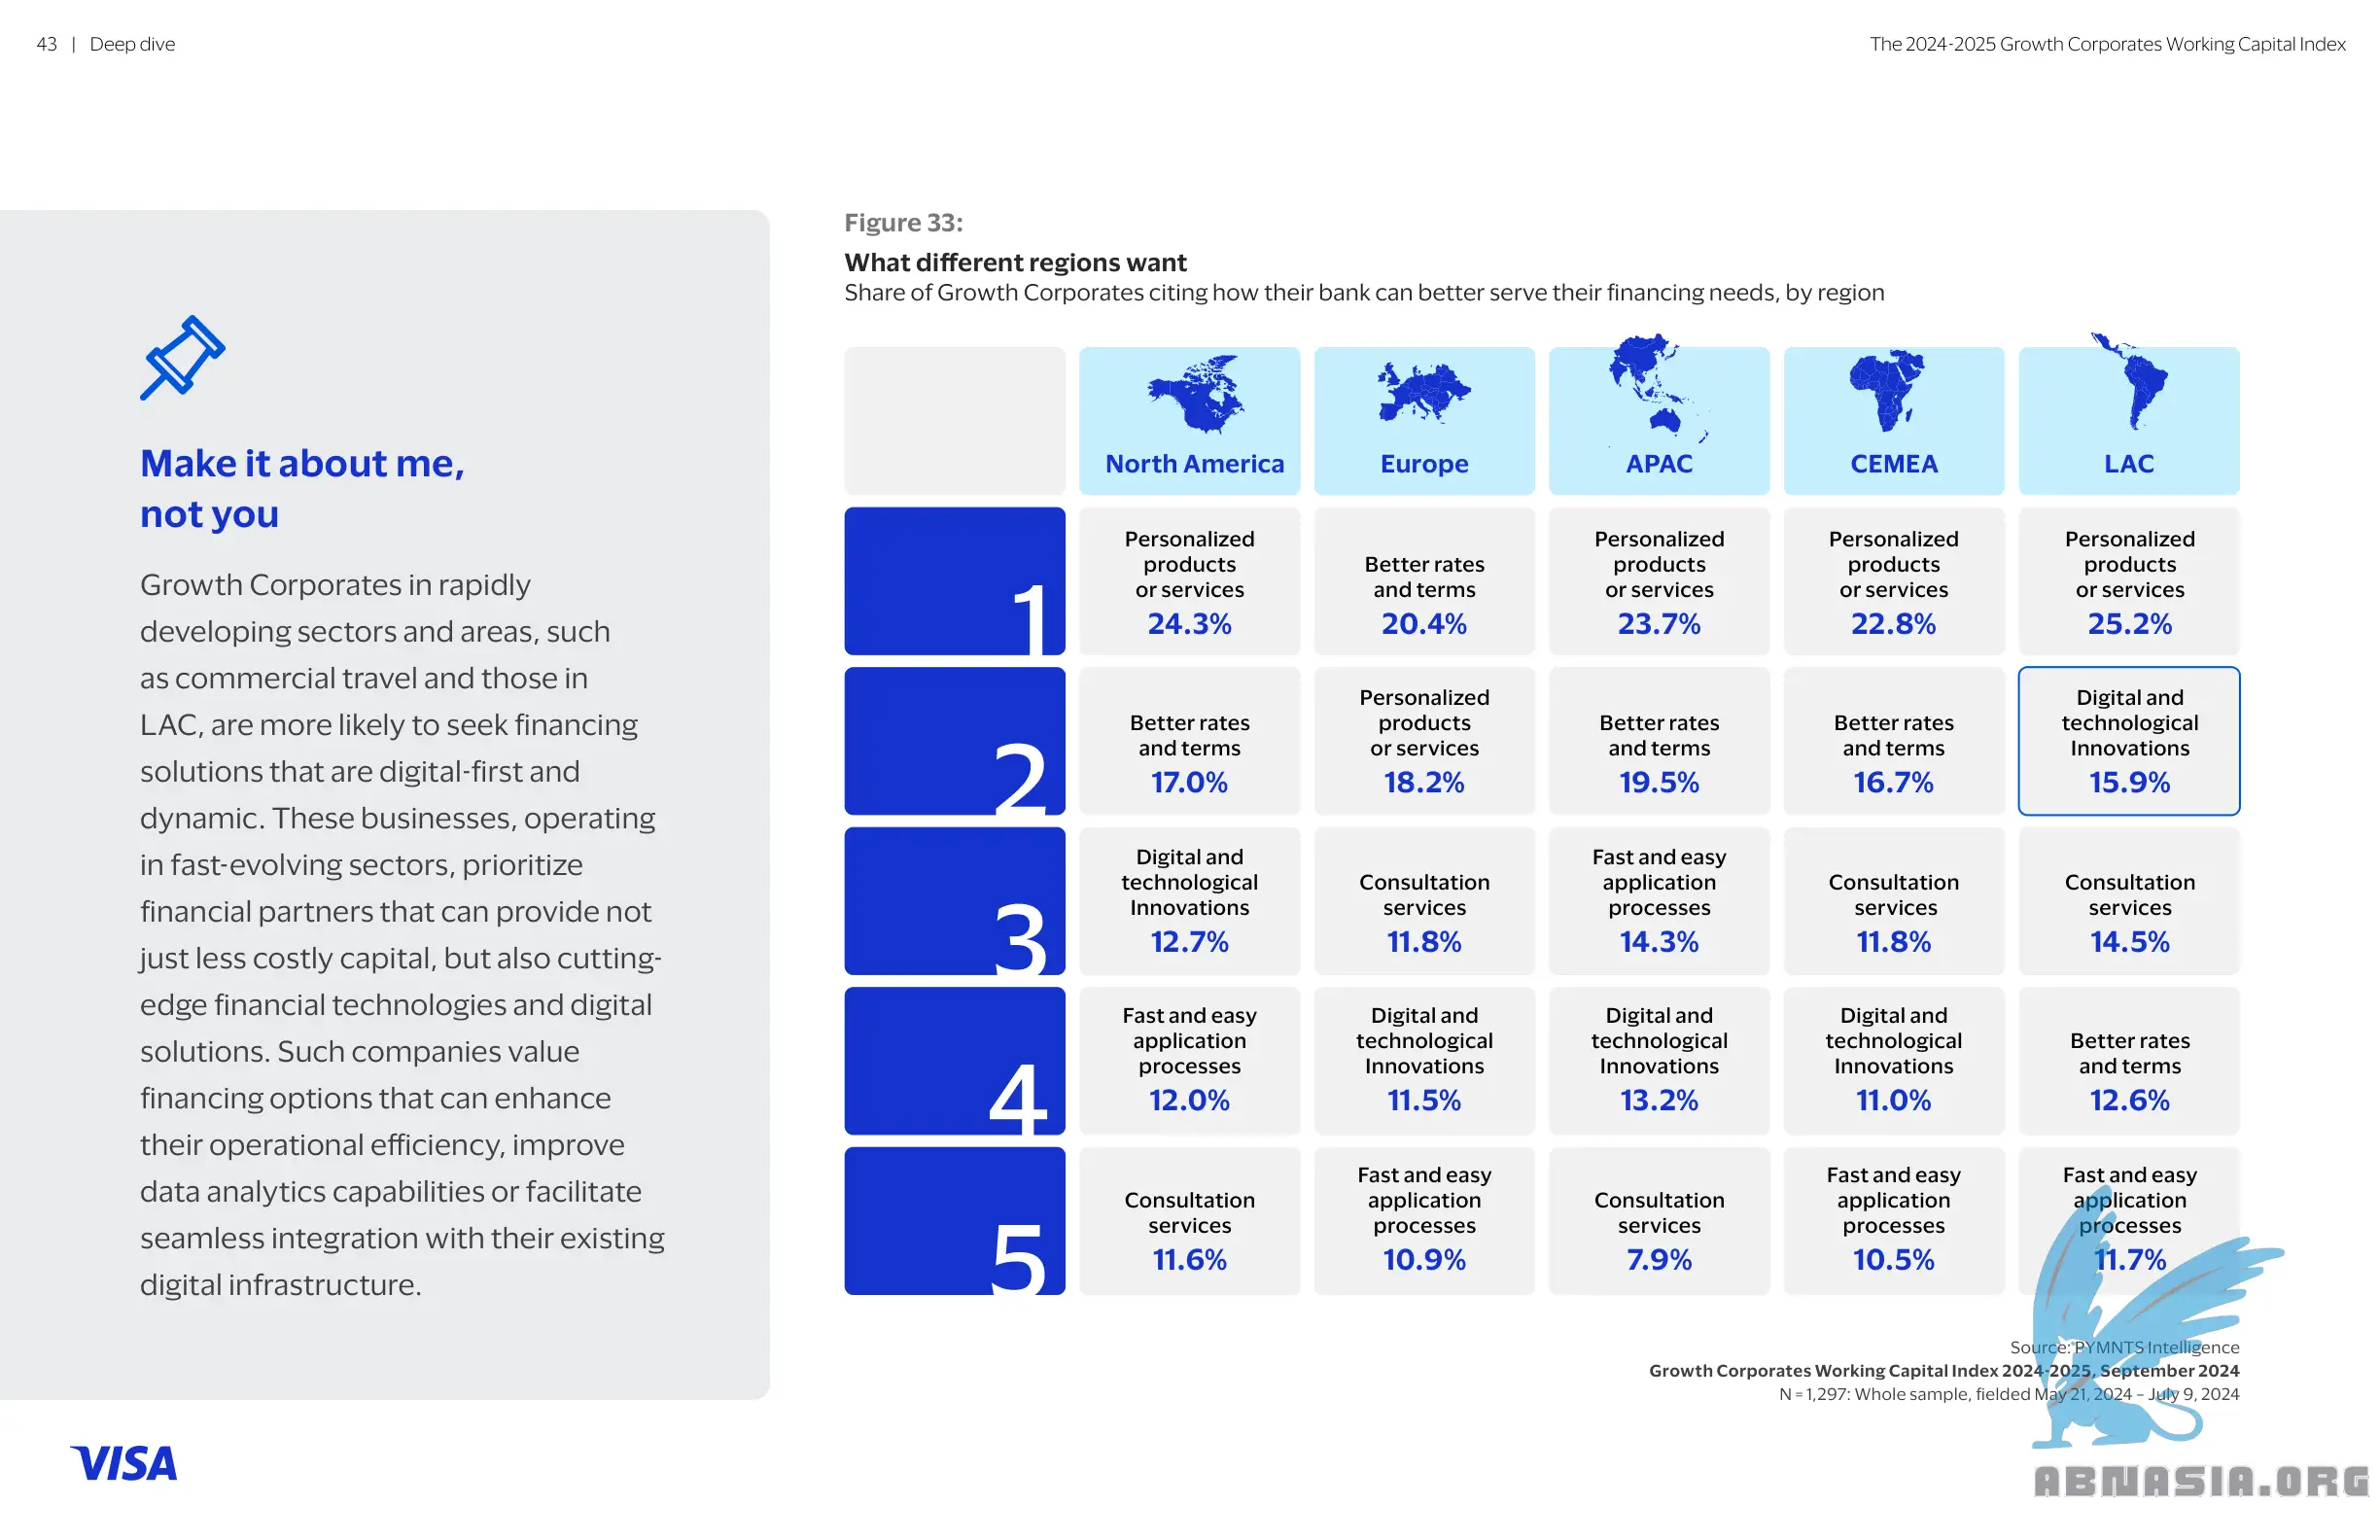 43 | Deep dive
The 2024-2025 Growth Corporates Working Capital Index
Make it about me,
not you
Growth Corporates in rapidly
developing sectors and areas, such
as commercial travel and those in
LAC, are more likely to seek financing
solutions that are digital-first and
dynamic. These businesses, operating
in fast-evolving sectors, prioritize
financial partners that can provide not
just less costly capital, but also cutting-
edge financial technologies and digital
solutions. Such companies value
financing options that can enhance
their operational efficiency, improve
data analytics capabilities or facilitate
seamless integration with their existing
digital infrastructure.
Figure 33:
What different regions want
Share of Growth Corporates citing how their bank can better serve their financing needs, by region
North America
Europe
APAC
CEMEA
LAC
1
Personalized
products
or services
24.3%
Better rates
and terms
20.4%
Personalized
products
or services
23.7%
Personalized
products
or services
22.8%
Personalized
products
or services
25.2%
2
Better rates
and terms
17.0%
Personalized
products
or services
18.2%
Better rates
and terms
19.5%
Better rates
and terms
16.7%
Digital and
technological
Innovations
15.9%
3
Digital and
technological
Innovations
12.7%
Consultation
services
11.8%
Fast and easy
application
processes
14.3%
Consultation
services
11.8%
Consultation
services
14.5%
4
Fast and easy
application
processes
12.0%
Digital and
technological
Innovations
11.5%
Digital and
technological
Innovations
13.2%
Digital and
technological
Innovations
11.0%
Better rates
and terms
12.6%
5
Consultation
services
11.6%
Fast and easy
application
processes
10.9%
Consultation
services
7.9%
Fast and easy
application
processes
10.5%
Fast and easy
application
processes
11.7%
Source: PYMNTS Intelligence
Growth Corporates Working Capital Index 2024-2025, September 2024
N = 1,297: Whole sample, fielded May 21, 2024 – July 9, 2024
VISA
ABNASIA.ORG